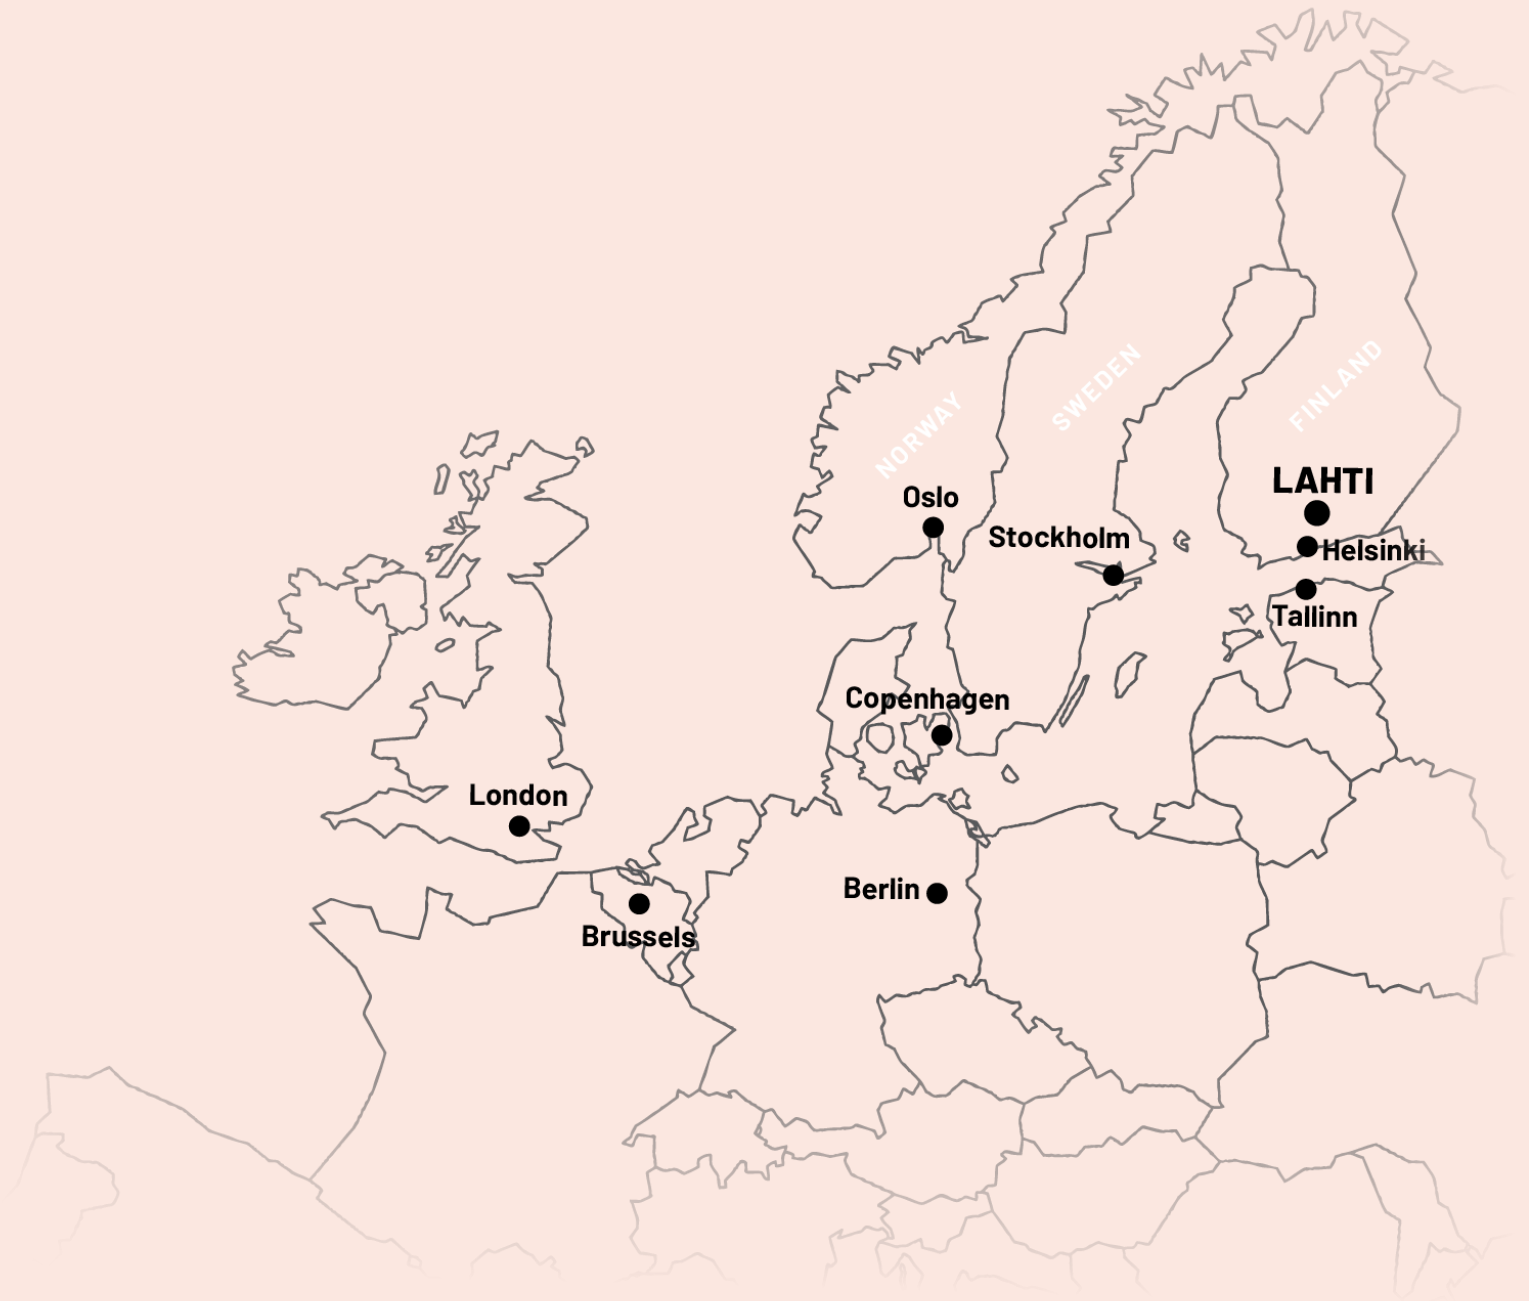 NORWAY
SWEDEN
FINLAND
LAHTI
Oslo
Stockholm
Helsinki
Tallinn
Copenhagen
London
Berlin
Brussels